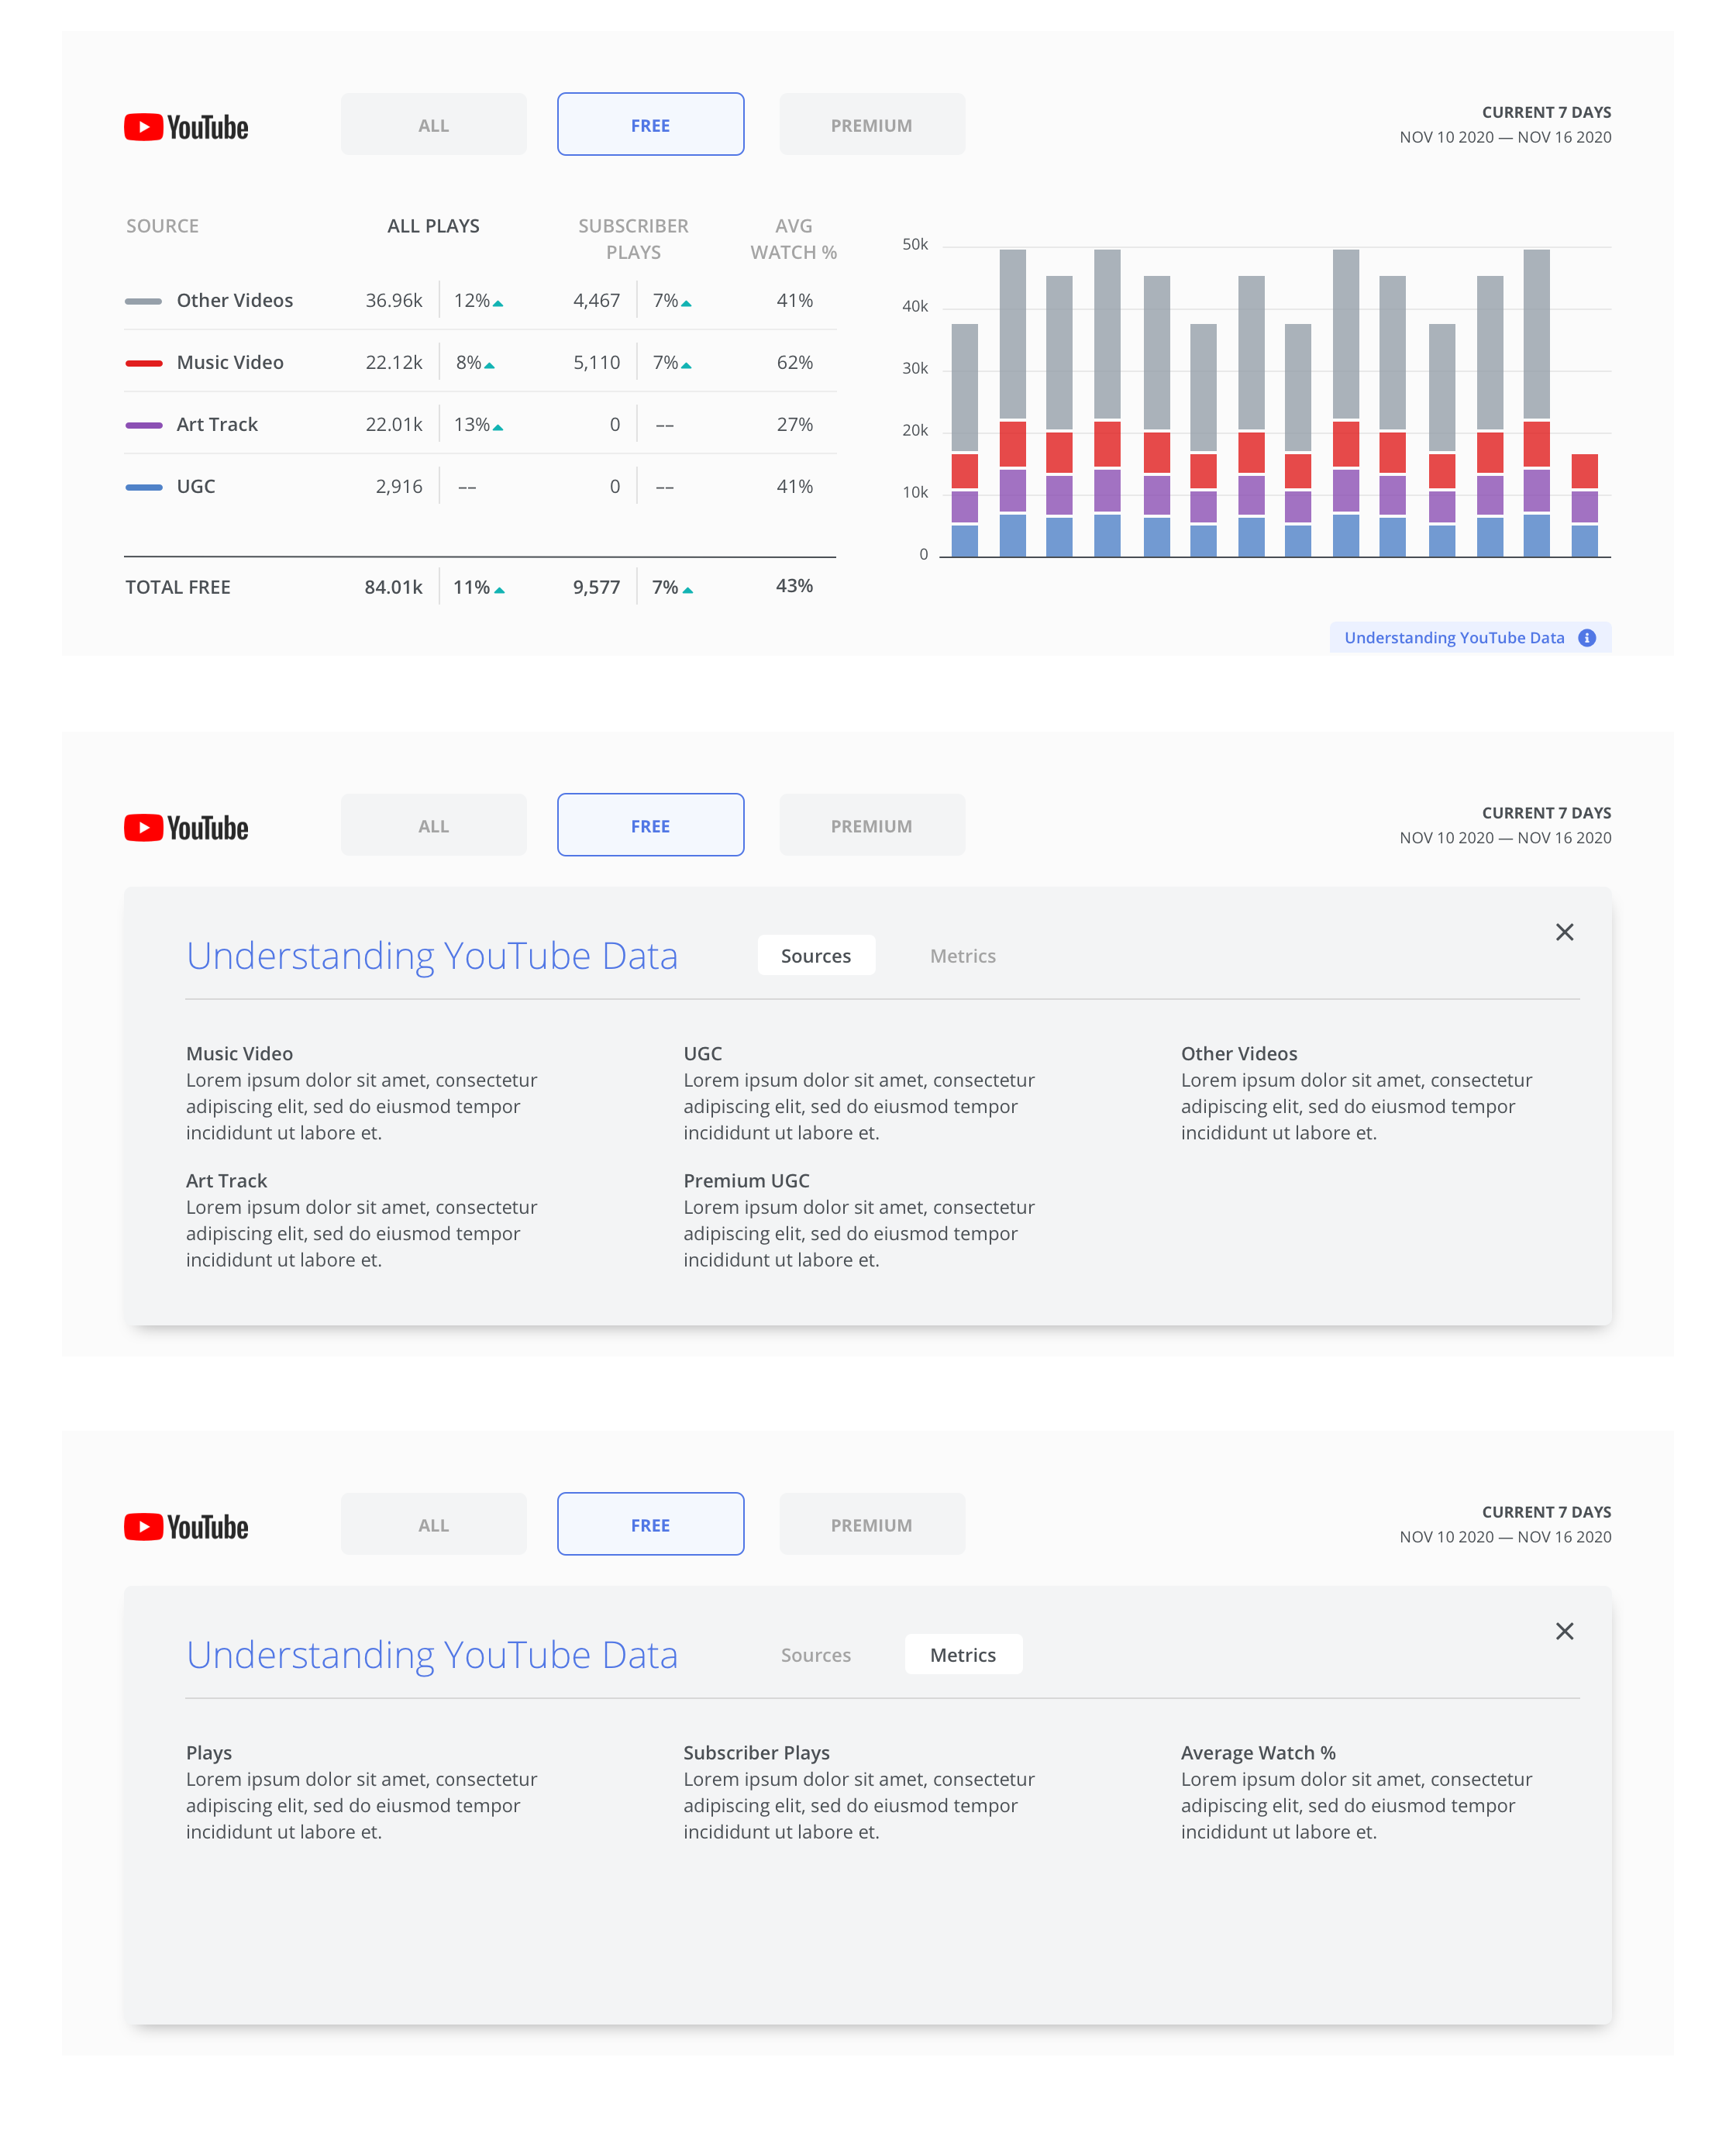 YouTube ALL FREE PREMIUM CURRENT 7 DAYS
NOV 10 2020 — NOV 16 2020
SOURCE ALL PLAYS SUBSCRIBER PLAYS AVG WATCH %
Other Videos 36.96k 12% 4,467 7% 41%
Music Video 22.12k 8% 5,110 7% 62%
Art Track 22.01k 13% 0 –– 27%
UGC 2,916 –– 0 –– 41%
TOTAL FREE 84.01k 11% 9,577 7% 43%
50k
40k
30k
20k
10k
0
Understanding YouTube Data
YouTube ALL FREE PREMIUM CURRENT 7 DAYS
NOV 10 2020 — NOV 16 2020
Understanding YouTube Data Sources Metrics
Music Video
Lorem ipsum dolor sit amet, consectetur
adipiscing elit, sed do eiusmod tempor
incididunt ut labore et.
Art Track
Lorem ipsum dolor sit amet, consectetur
adipiscing elit, sed do eiusmod tempor
incididunt ut labore et.
UGC
Lorem ipsum dolor sit amet, consectetur
adipiscing elit, sed do eiusmod tempor
incididunt ut labore et.
Premium UGC
Lorem ipsum dolor sit amet, consectetur
adipiscing elit, sed do eiusmod tempor
incididunt ut labore et.
Other Videos
Lorem ipsum dolor sit amet, consectetur
adipiscing elit, sed do eiusmod tempor
incididunt ut labore et.
YouTube ALL FREE PREMIUM CURRENT 7 DAYS
NOV 10 2020 — NOV 16 2020
Understanding YouTube Data Sources Metrics
Plays
Lorem ipsum dolor sit amet, consectetur
adipiscing elit, sed do eiusmod tempor
incididunt ut labore et.
Subscriber Plays
Lorem ipsum dolor sit amet, consectetur
adipiscing elit, sed do eiusmod tempor
incididunt ut labore et.
Average Watch %
Lorem ipsum dolor sit amet, consectetur
adipiscing elit, sed do eiusmod tempor
incididunt ut labore et.